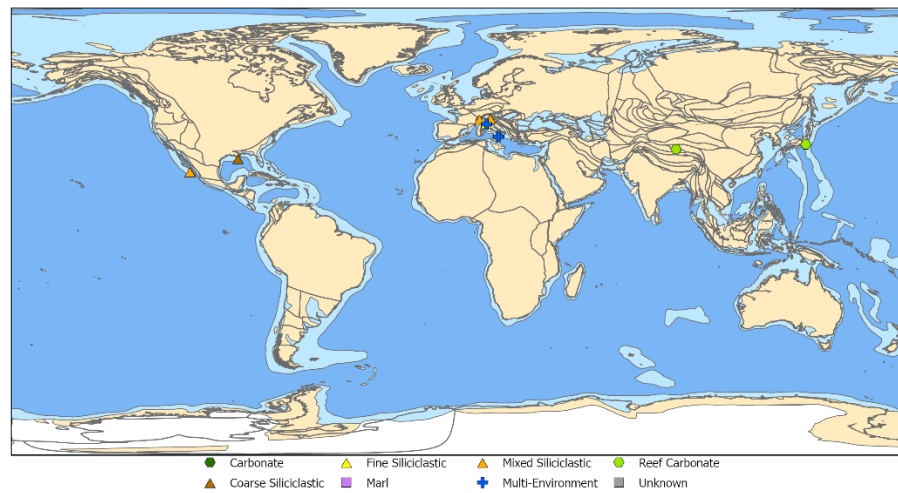 Carbonate Fine Siliciclastic Mixed Siliciclastic Reef Carbonate
Coarse Siliciclastic Marl Multi-Environment Unknown